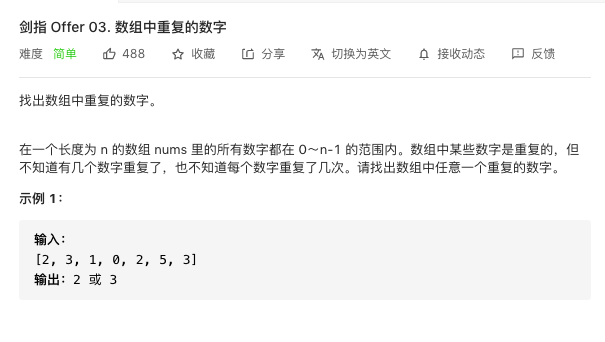 剑指 Offer 03. 数组中重复的数字
难度 简单 488 收藏 分享 切换为英文 接收动态 反馈
找出数组中重复的数字。
在一个长度为 n 的数组 nums 里的所有数字都在 0～n-1 的范围内。数组中某些数字是重复的，但
不知道有几个数字重复了，也不知道每个数字重复了几次。请找出数组中任意一个重复的数字。
示例 1：
输入：
[2, 3, 1, 0, 2, 5, 3]
输出：2 或 3